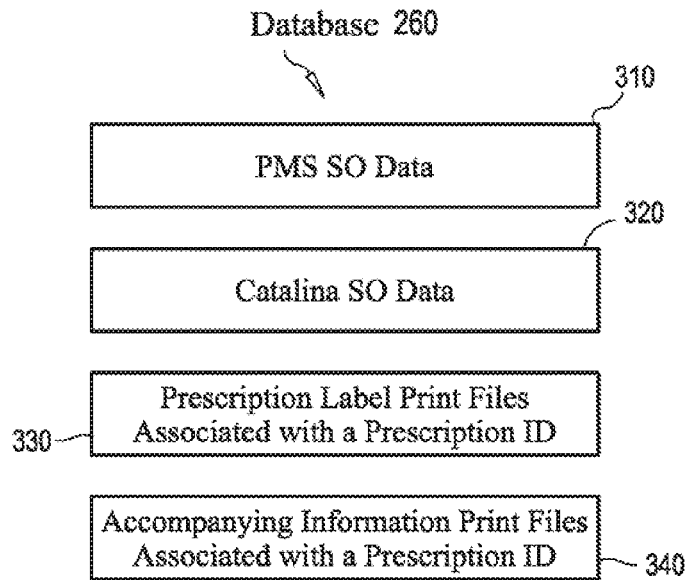 Database 260
310
PMS SO Data
320
Catalina SO Data
Prescription Label Print Files
Associated with a Prescription ID
330
Accompanying Information Print Files
Associated with a Prescription ID
340